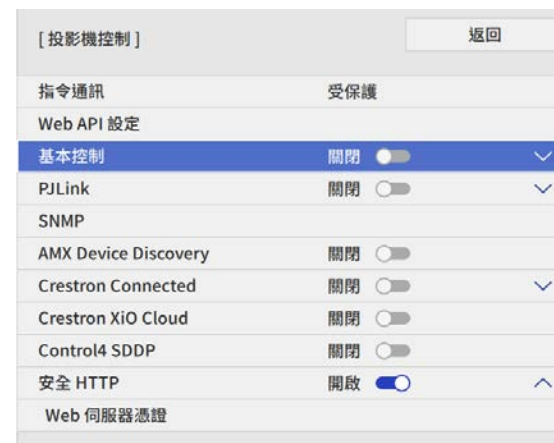 [ 投影機控制 ] 返回
指令通訊 受保護
Web API 設定
基本控制 關閉
PJLink 關閉
SNMP
AMX Device Discovery 關閉
Crestron Connected 關閉
Crestron XiO Cloud 關閉
Control4 SDDP 關閉
安全 HTTP 開啟
Web 伺服器憑證